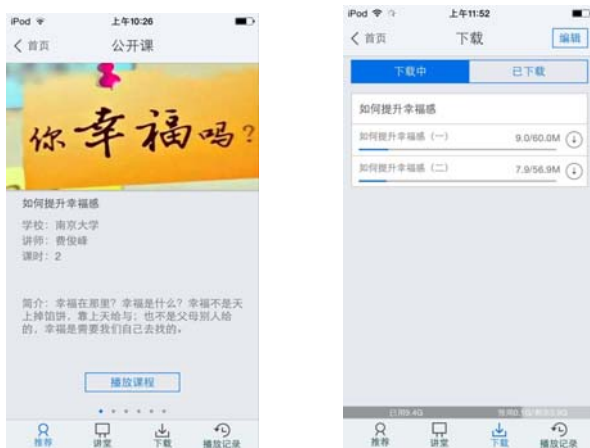 iPod
上午10:26
首页
公开课
你幸福吗?
如何提升幸福感
学校：南京大学
讲师：费俊峰
课时：2
简介：幸福在那里？幸福是什么？幸福不是天
上掉馅饼，靠上天给与；也不是父母别人给
的，幸福是需要我们自己去找的。
播放课程
推荐
讲堂
下载
播放记录
iPod
上午11:52
首页
下载
编辑
下载中
已下载
如何提升幸福感
如何提升幸福感（一）
9.0/60.0M
如何提升幸福感（二）
7.9/56.9M
已用9.4G
推荐
讲堂
下载
播放记录